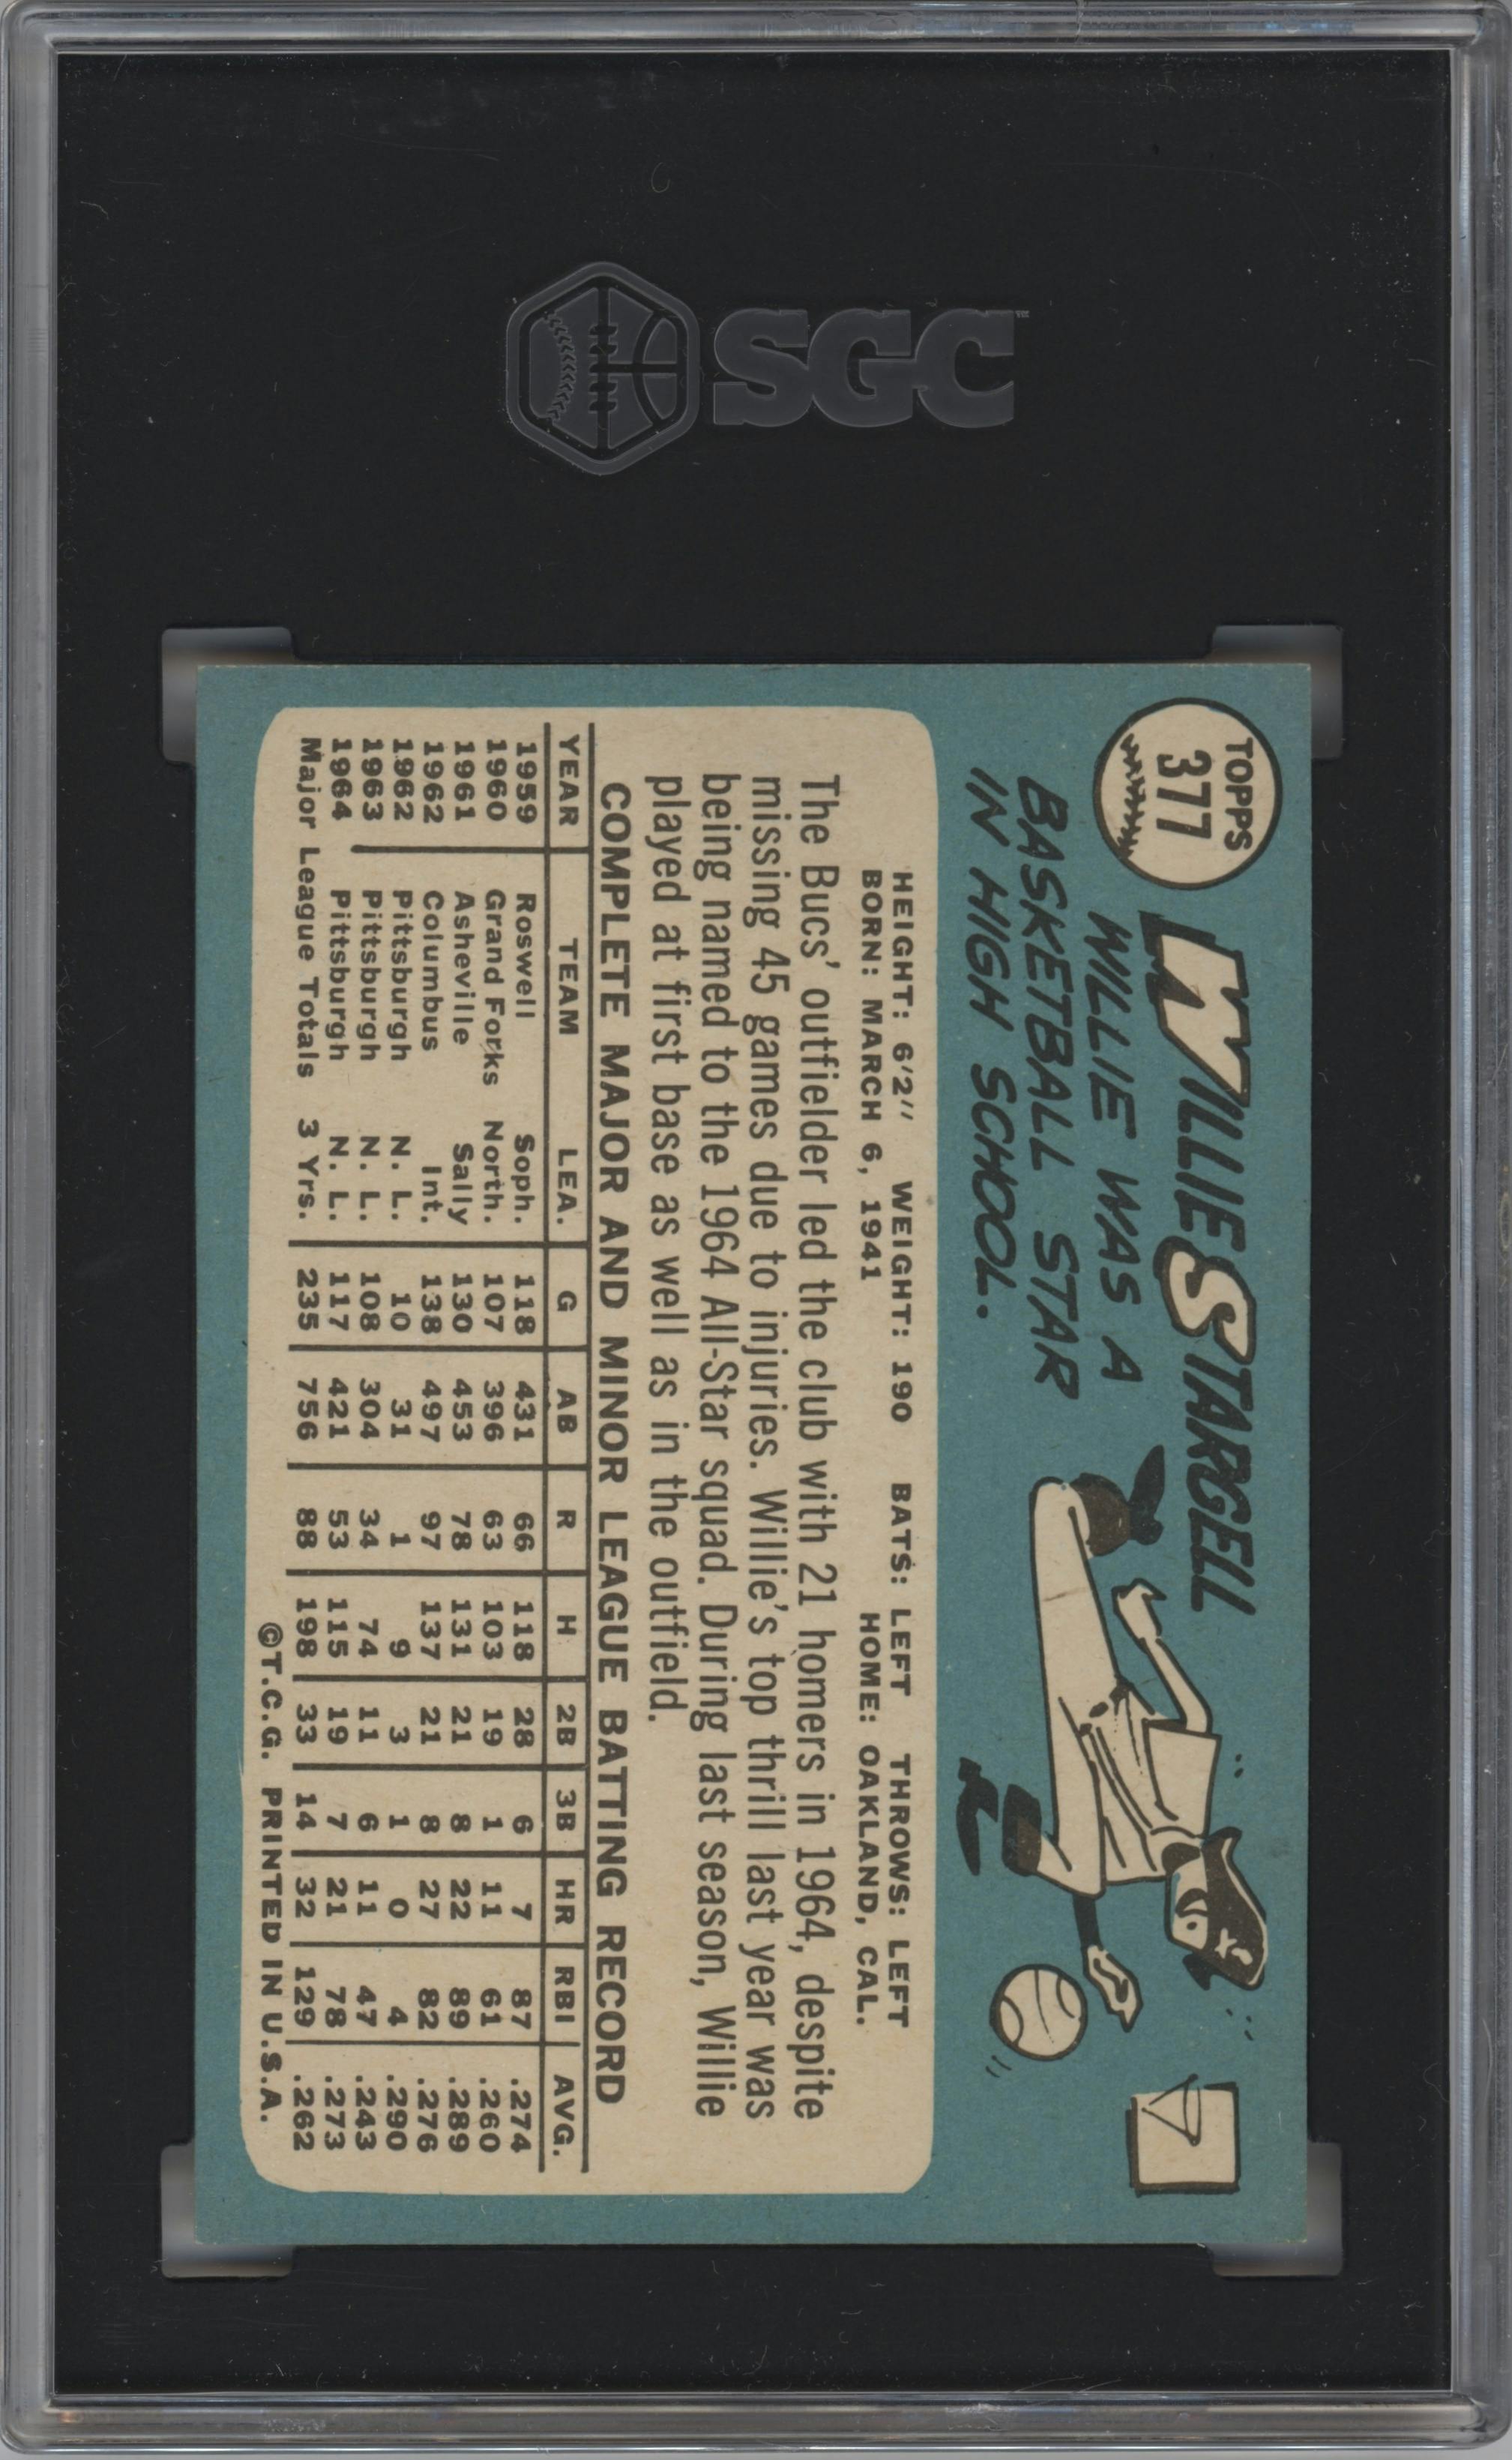 SGC
TOPPS
377
WILLIE STARGELL
WILLIE WAS A
BASKETBALL STAR
IN HIGH SCHOOL.
HEIGHT: 6'2" WEIGHT: 190 BATS: LEFT THROWS: LEFT
BORN: MARCH 6, 1941 HOME: OAKLAND, CAL.
The Bucs' outfielder led the club with 21 homers in 1964, despite
missing 45 games due to injuries. Willie's top thrill last year was
being named to the 1964 All-Star squad. During last season, Willie
played at first base as well as in the outfield.
COMPLETE MAJOR AND MINOR LEAGUE BATTING RECORD
YEAR TEAM LEA. G AB R H 2B 3B HR RBI AVG.
1959 Roswell Soph. 118 431 66 118 28 6 7 87 .274
1960 Grand Forks North. 107 396 63 103 19 1 11 61 .260
1961 Asheville Sally 130 453 78 131 21 8 22 89 .289
1962 Columbus Int. 138 497 97 137 21 8 27 82 .276
1962 Pittsburgh N. L. 10 31 1 9 3 1 0 4 .290
1963 Pittsburgh N. L. 108 304 34 74 11 6 11 47 .243
1964 Pittsburgh N. L. 117 421 53 115 19 7 21 78 .273
Major League Totals 3 Yrs. 235 756 88 198 33 14 32 129 .262
©T.C.G. PRINTED IN U.S.A.